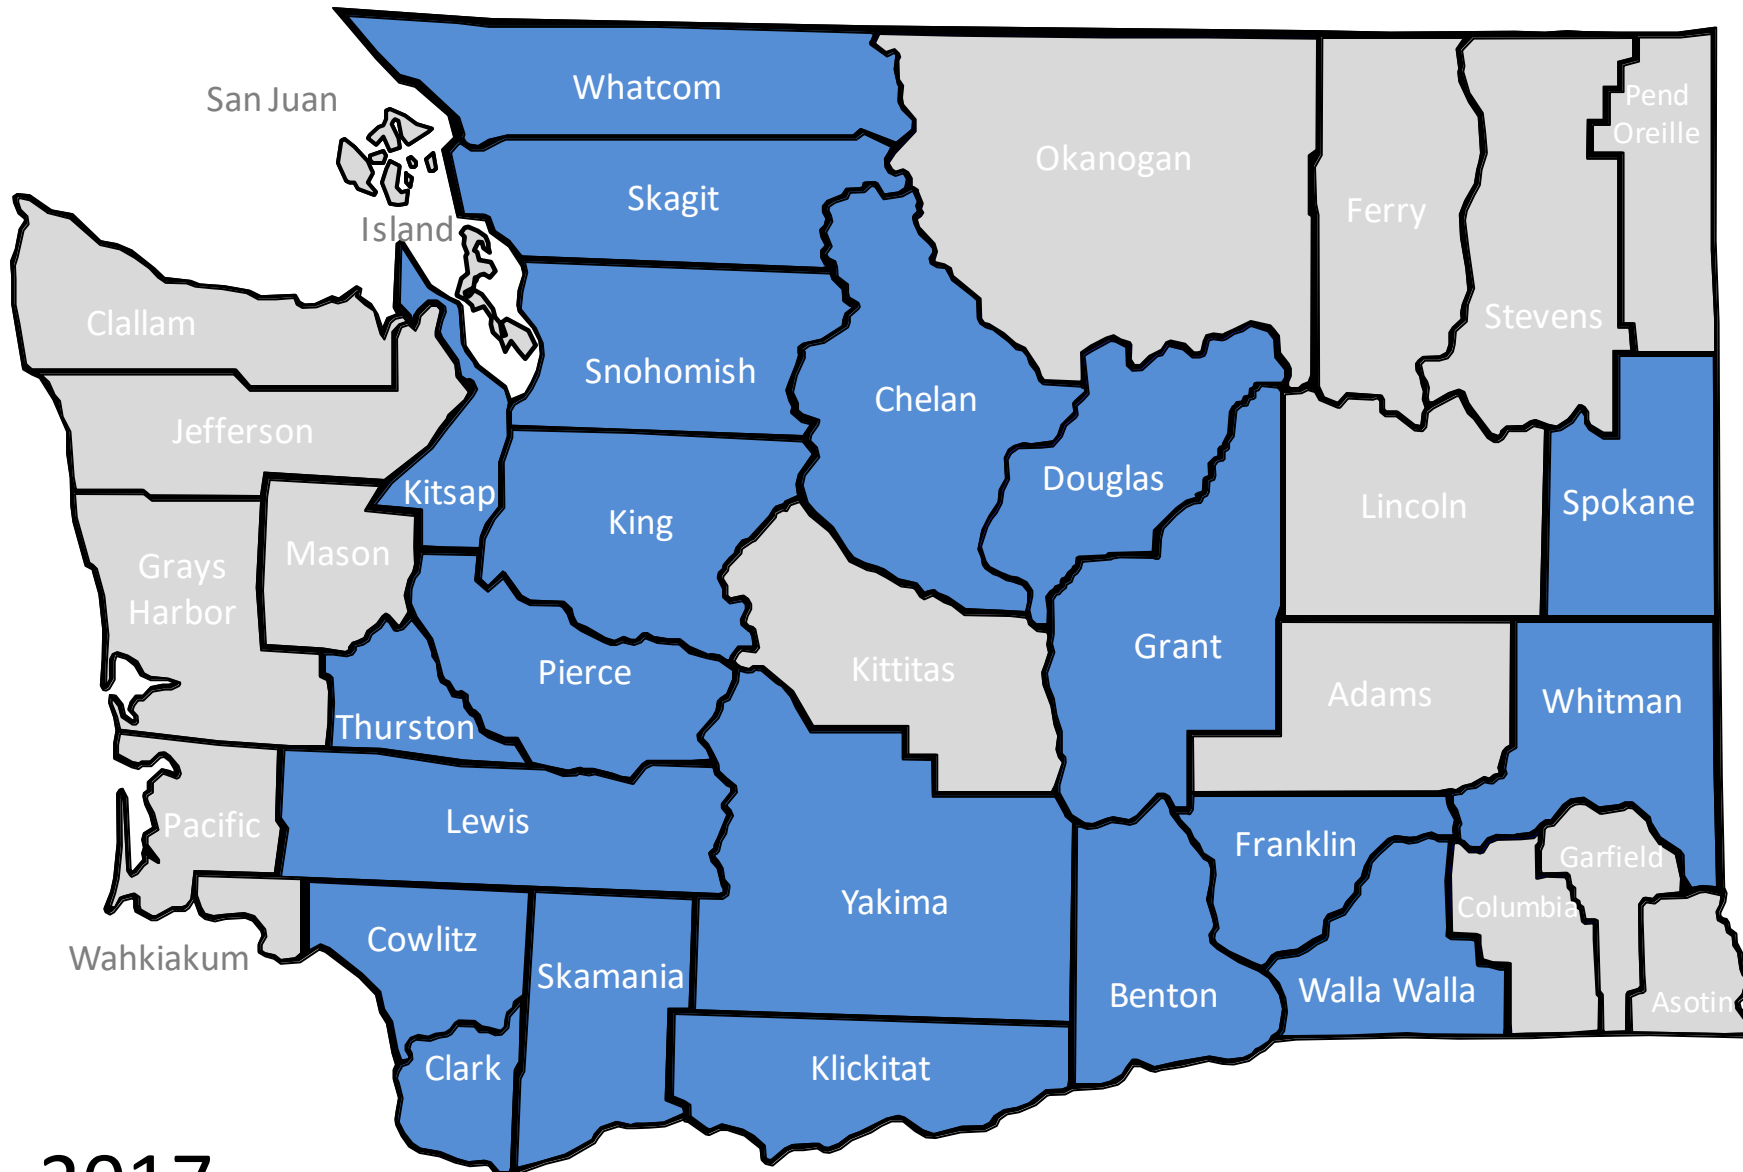 Whatcom
San Juan
Pend
Oreille
Okanogan
Skagit
Ferry
Island
Stevens
Clallam
Snohomish
Chelan
Jefferson
Douglas
Kitsap
Spokane
Lincoln
King
Mason
Grays
Harbor
Grant
Kittitas
Pierce
Adams
Whitman
Thurston
Lewis
Pacific
Franklin
Garfield
Yakima
Columbia
Cowlitz
Wahkiakum
Skamania
Benton
Walla Walla
Asotin
Clark
Klickitat
2017